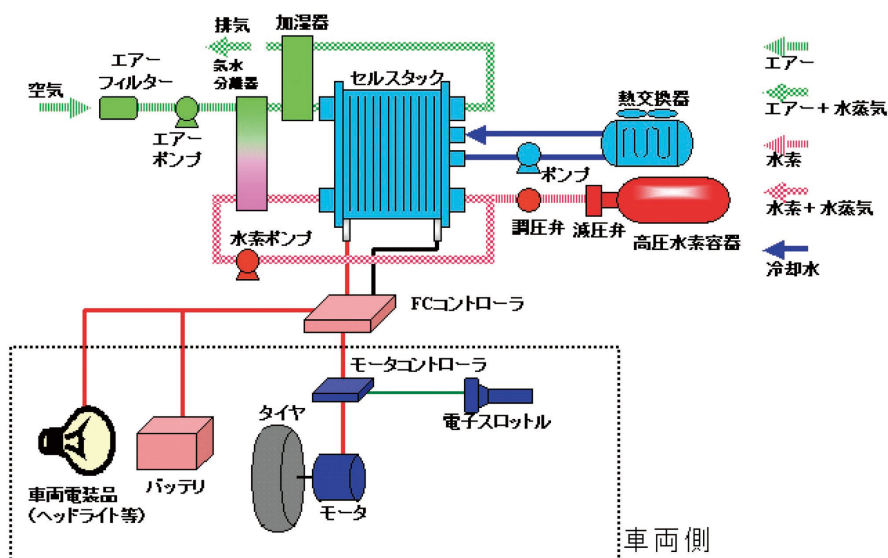 排気
加湿器
エアー
フィルター
気水
分離器
セルスタック
空気
熱交換器
エアー
エアー
ポンプ
エアー+水蒸気
ポンプ
水素
水素ポンプ
調圧弁
減圧弁
高圧水素容器
水素+水蒸気
冷却水
FCコントローラ
モータコントローラ
タイヤ
電子スロットル
車両電装品
(ヘッドライト等)
バッテリ
モータ
車両側